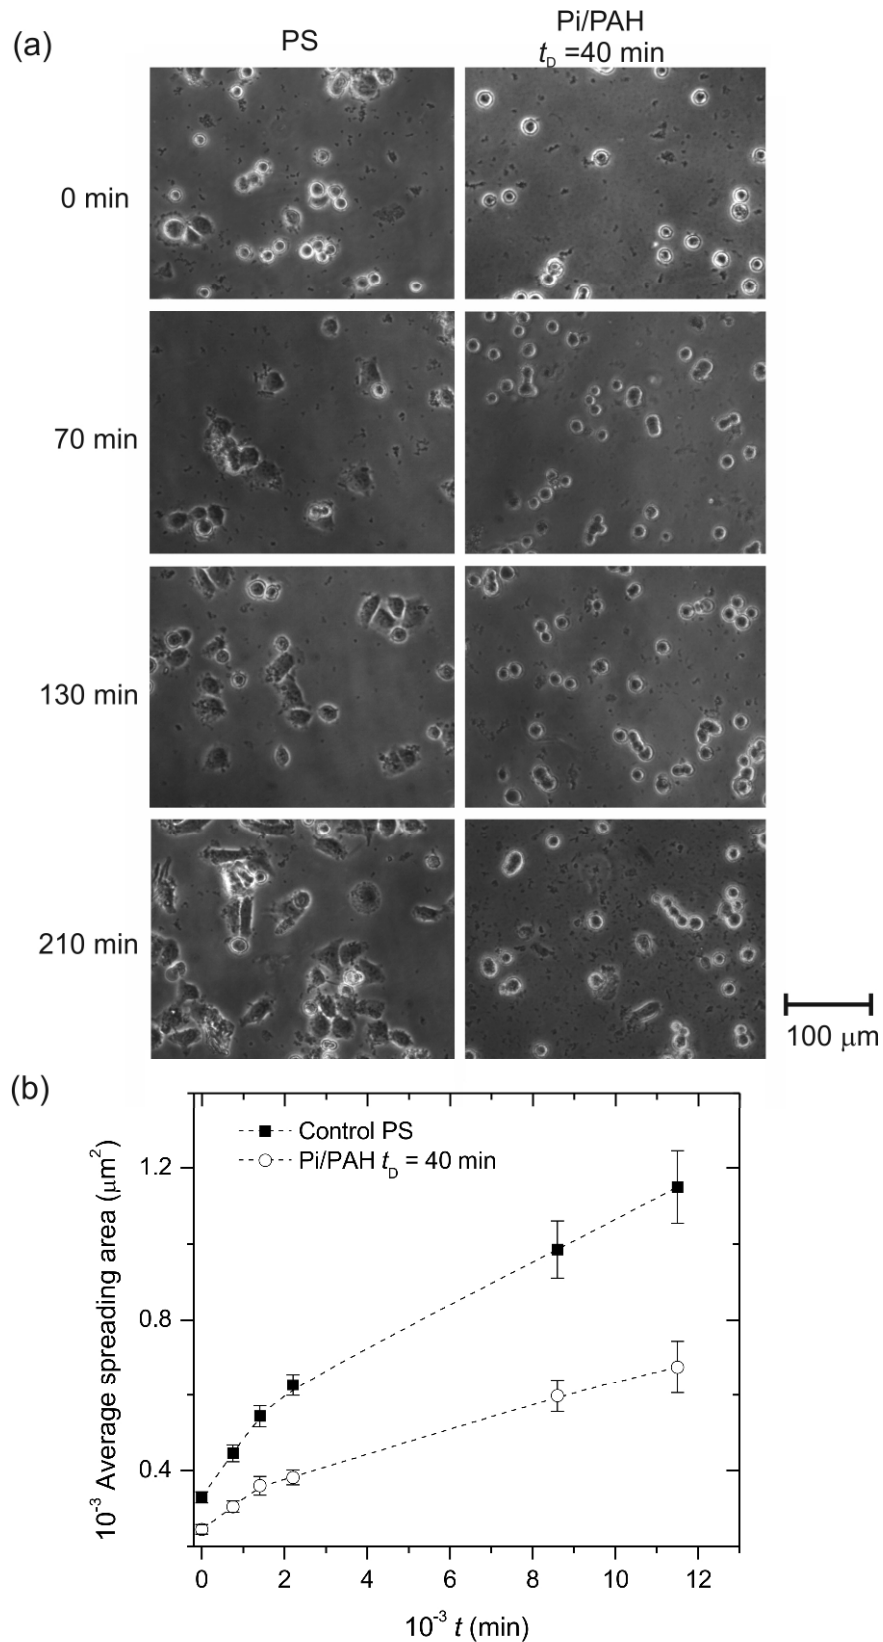 (a)
PS
Pi/PAH
t_D =40 min
0 min
70 min
130 min
210 min
100 μm
(b)
Control PS
Pi/PAH t_D = 40 min
10⁻³ Average spreading area (μm²)
1.2
0.8
0.4
0 2 4 6 8 10 12
10⁻³ t (min)